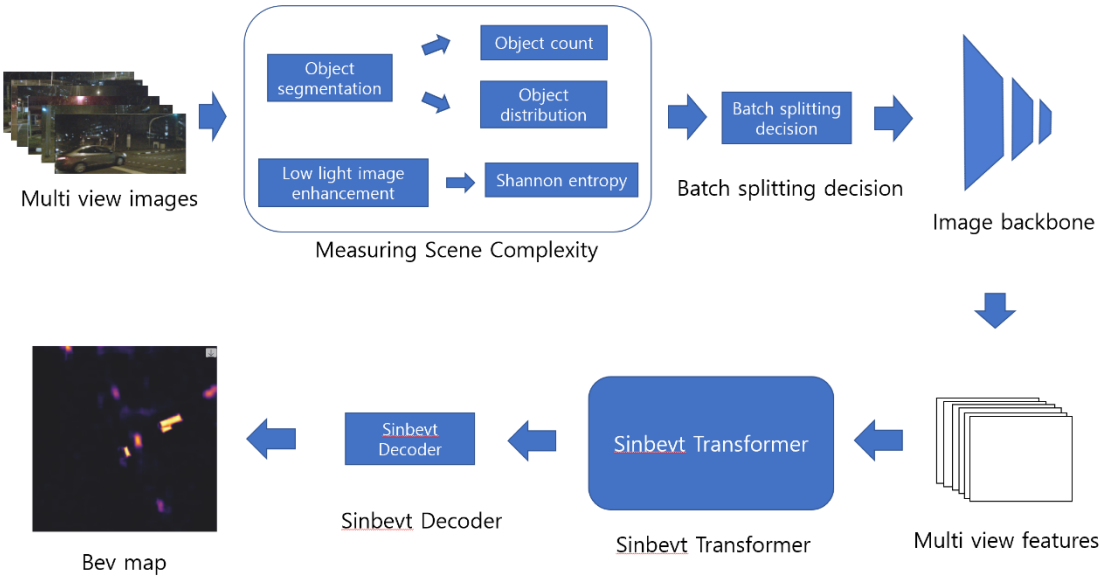 Object
segmentation
Object count
Object
distribution
Low light image
enhancement
Shannon entropy
Multi view images
Measuring Scene Complexity
Batch splitting
decision
Batch splitting decision
Image backbone
Bev map
Sinbevt
Decoder
Sinbevt Decoder
Sinbevt Transformer
Sinbevt Transformer
Multi view features